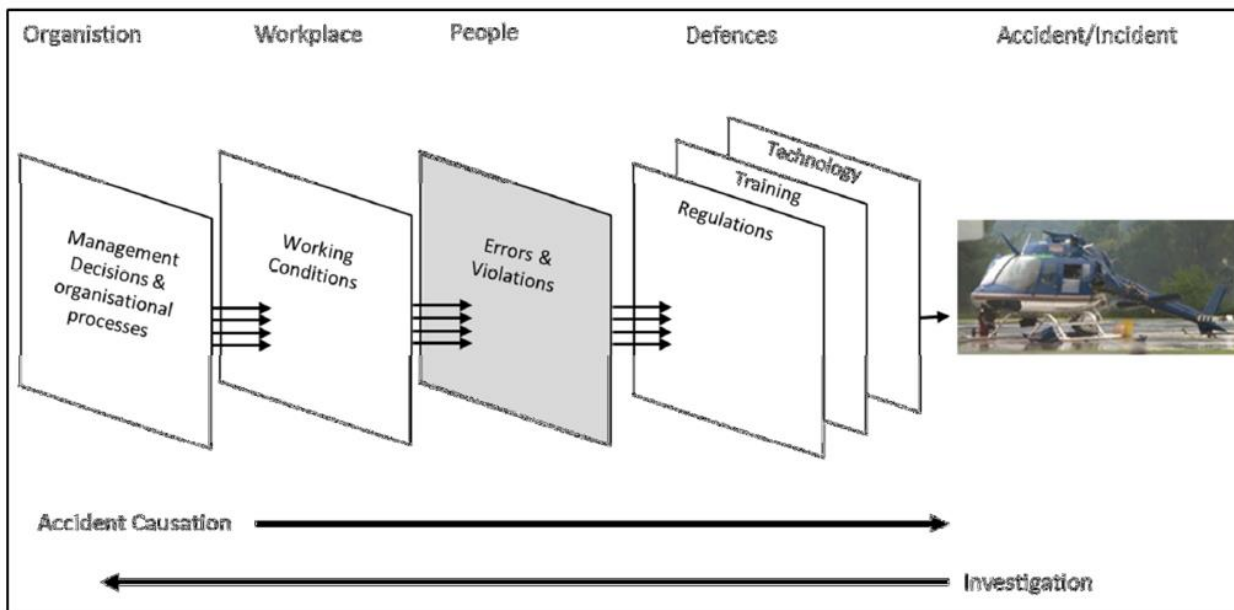 Organistion
Workplace
People
Defences
Accident/Incident
Management
Decisions &
organisational
processes
Working
Conditions
Errors &
Violations
Regulations
Training
Technology
Accident Causation
Investigation